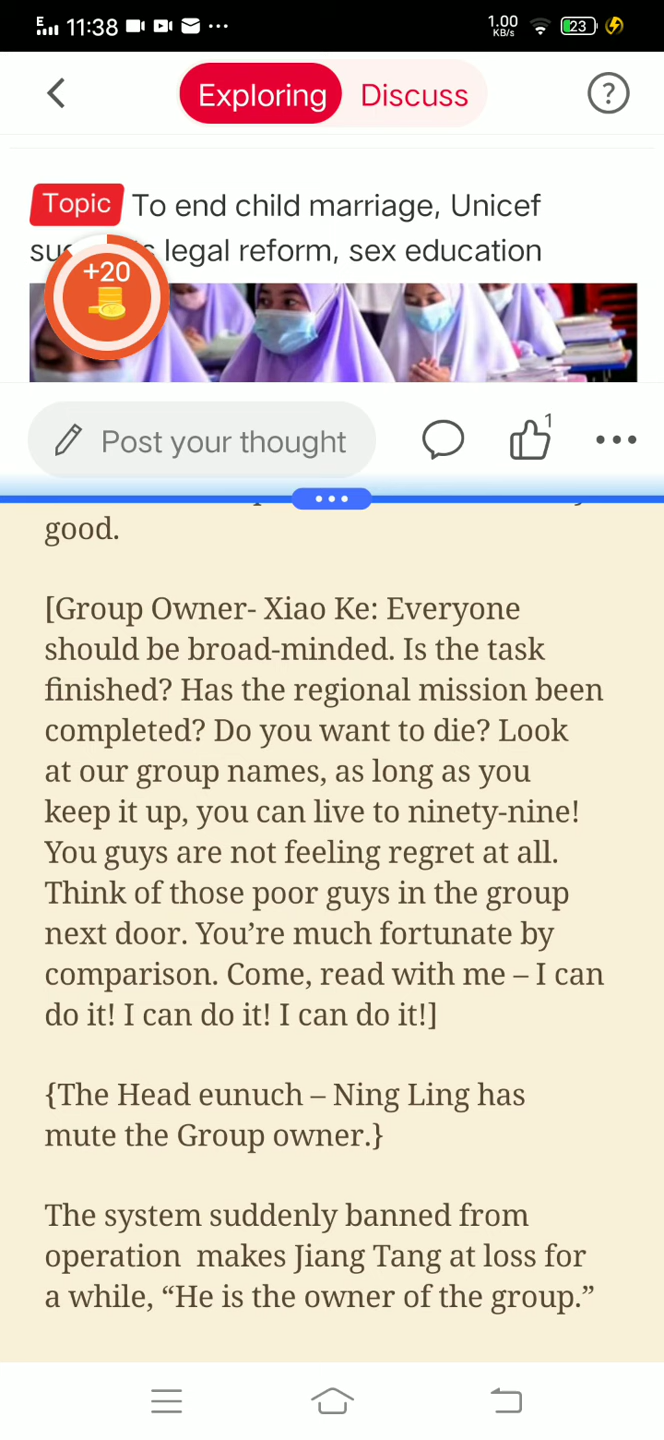 E 11:38 ... 1.00 KB/s 23
Exploring Discuss ?
Topic To end child marriage, Unicef
legal reform, sex education
+20
Post your thought 1
good.
[Group Owner- Xiao Ke: Everyone
should be broad-minded. Is the task
finished? Has the regional mission been
completed? Do you want to die? Look
at our group names, as long as you
keep it up, you can live to ninety-nine!
You guys are not feeling regret at all.
Think of those poor guys in the group
next door. You’re much fortunate by
comparison. Come, read with me – I can
do it! I can do it! I can do it!]
{The Head eunuch – Ning Ling has
mute the Group owner.}
The system suddenly banned from
operation  makes Jiang Tang at loss for
a while, “He is the owner of the group.”